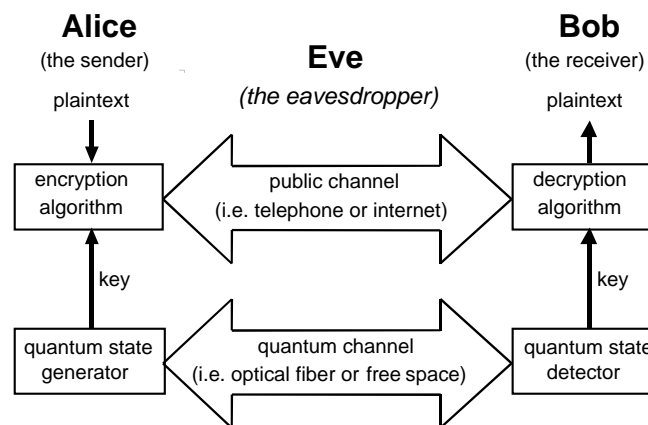 Alice
(the sender)
plaintext
encryption
algorithm
key
quantum state
generator
Eve
(the eavesdropper)
public channel
(i.e. telephone or internet)
quantum channel
(i.e. optical fiber or free space)
Bob
(the receiver)
plaintext
decryption
algorithm
key
quantum state
detector